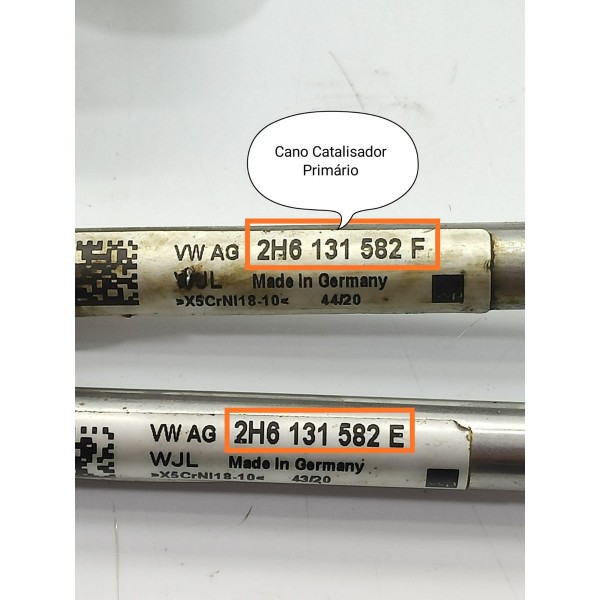 Cano Catalisador
Primário
VW AG 2H6 131 582 F
WJL Made In Germany
>X5CrNI18-10< 44/20
VW AG 2H6 131 582 E
WJL Made In Germany
>X5CrNI18-10< 43/20